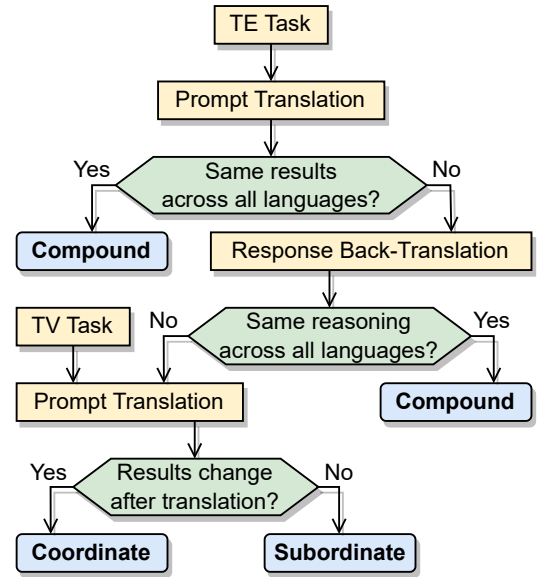 TE Task
Prompt Translation
Same results
across all languages?
Yes
No
Compound
Response Back-Translation
TV Task
No
Same reasoning
across all languages?
Yes
Prompt Translation
Compound
Yes
Results change
after translation?
No
Coordinate
Subordinate